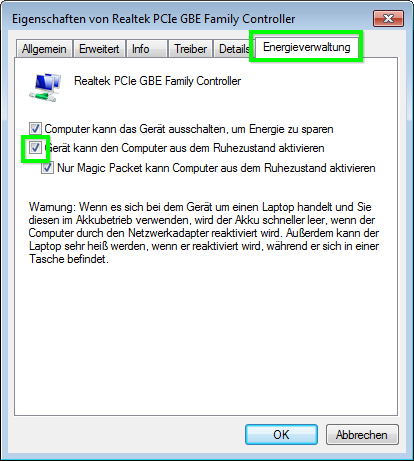 Eigenschaften von Realtek PCIe GBE Family Controller
Allgemein Erweitert Info Treiber Details Energieverwaltung
Realtek PCIe GBE Family Controller
Computer kann das Gerät ausschalten, um Energie zu sparen
Gerät kann den Computer aus dem Ruhezustand aktivieren
Nur Magic Packet kann Computer aus dem Ruhezustand aktivieren
Warnung: Wenn es sich bei dem Gerät um einen Laptop handelt und Sie
diesen im Akkubetrieb verwenden, wird der Akku schneller leer, wenn der
Computer durch den Netzwerkadapter reaktiviert wird. Außerdem kann der
Laptop sehr heiß werden, wenn er reaktiviert wird, während er sich in einer
Tasche befindet.
OK Abbrechen